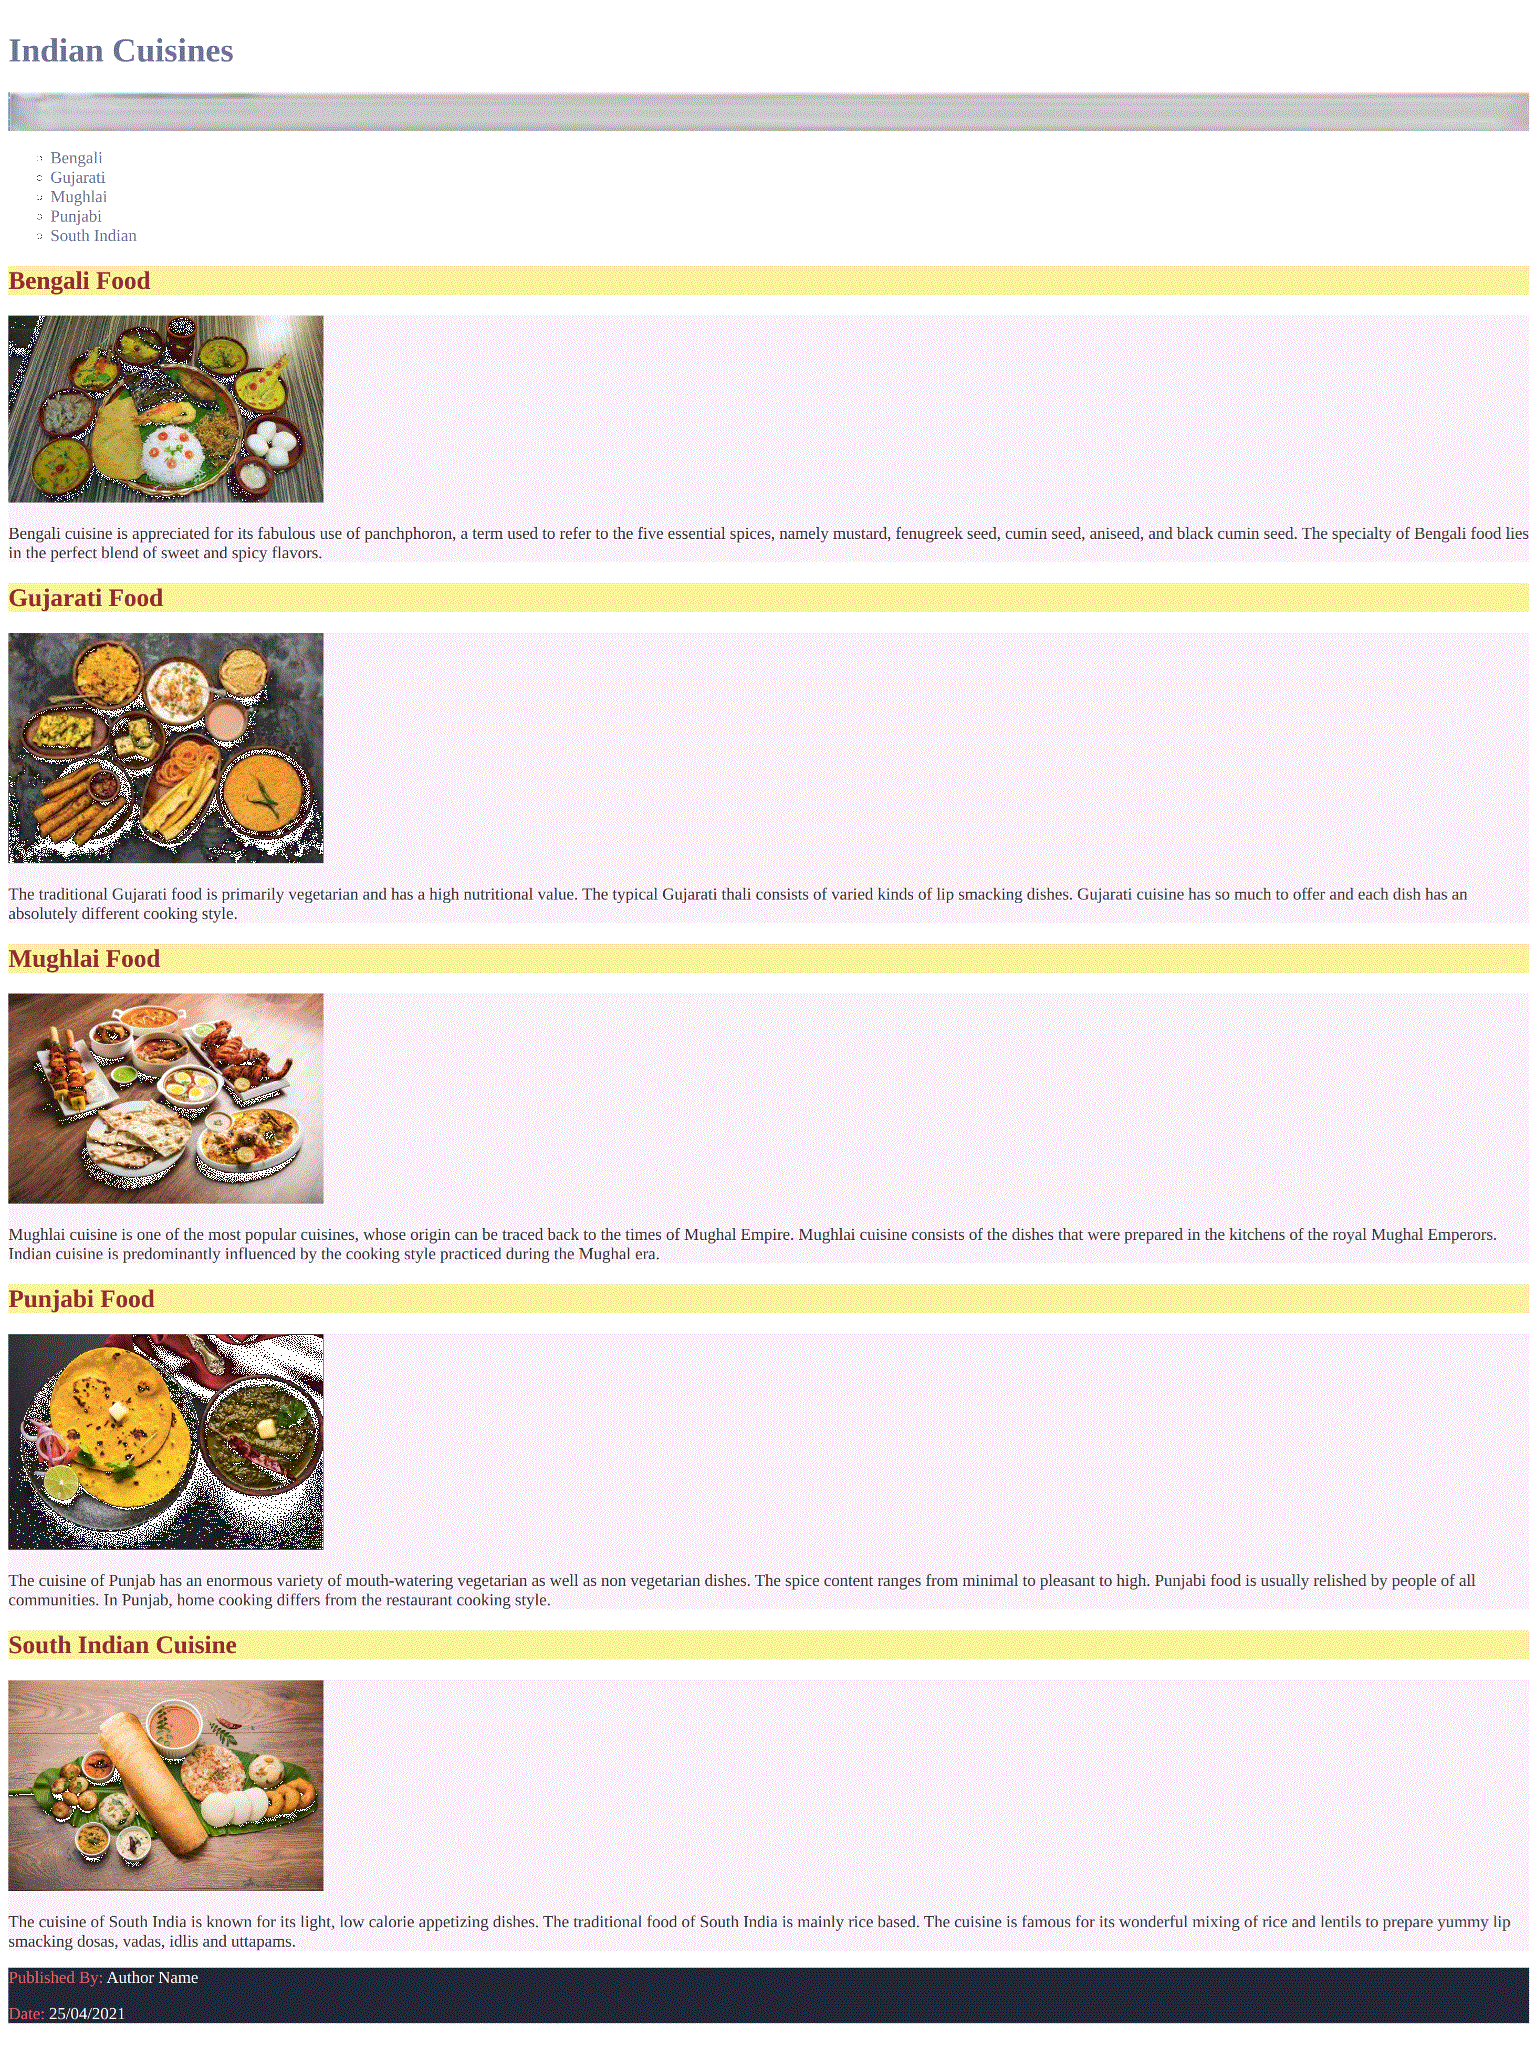 Indian Cuisines
Bengali
Gujarati
Mughlai
Punjabi
South Indian
Bengali Food
Bengali cuisine is appreciated for its fabulous use of panchphoron, a term used to refer to the five essential spices, namely mustard, fenugreek seed, cumin seed, aniseed, and black cumin seed. The specialty of Bengali food lies
in the perfect blend of sweet and spicy flavors.
Gujarati Food
The traditional Gujarati food is primarily vegetarian and has a high nutritional value. The typical Gujarati thali consists of varied kinds of lip smacking dishes. Gujarati cuisine has so much to offer and each dish has an
absolutely different cooking style.
Mughlai Food
Mughlai cuisine is one of the most popular cuisines, whose origin can be traced back to the times of Mughal Empire. Mughlai cuisine consists of the dishes that were prepared in the kitchens of the royal Mughal Emperors.
Indian cuisine is predominantly influenced by the cooking style practiced during the Mughal era.
Punjabi Food
The cuisine of Punjab has an enormous variety of mouth-watering vegetarian as well as non vegetarian dishes. The spice content ranges from minimal to pleasant to high. Punjabi food is usually relished by people of all
communities. In Punjab, home cooking differs from the restaurant cooking style.
South Indian Cuisine
The cuisine of South India is known for its light, low calorie appetizing dishes. The traditional food of South India is mainly rice based. The cuisine is famous for its wonderful mixing of rice and lentils to prepare yummy lip
smacking dosas, vadas, idlis and uttapams.
Published By: Author Name
Date: 25/04/2021